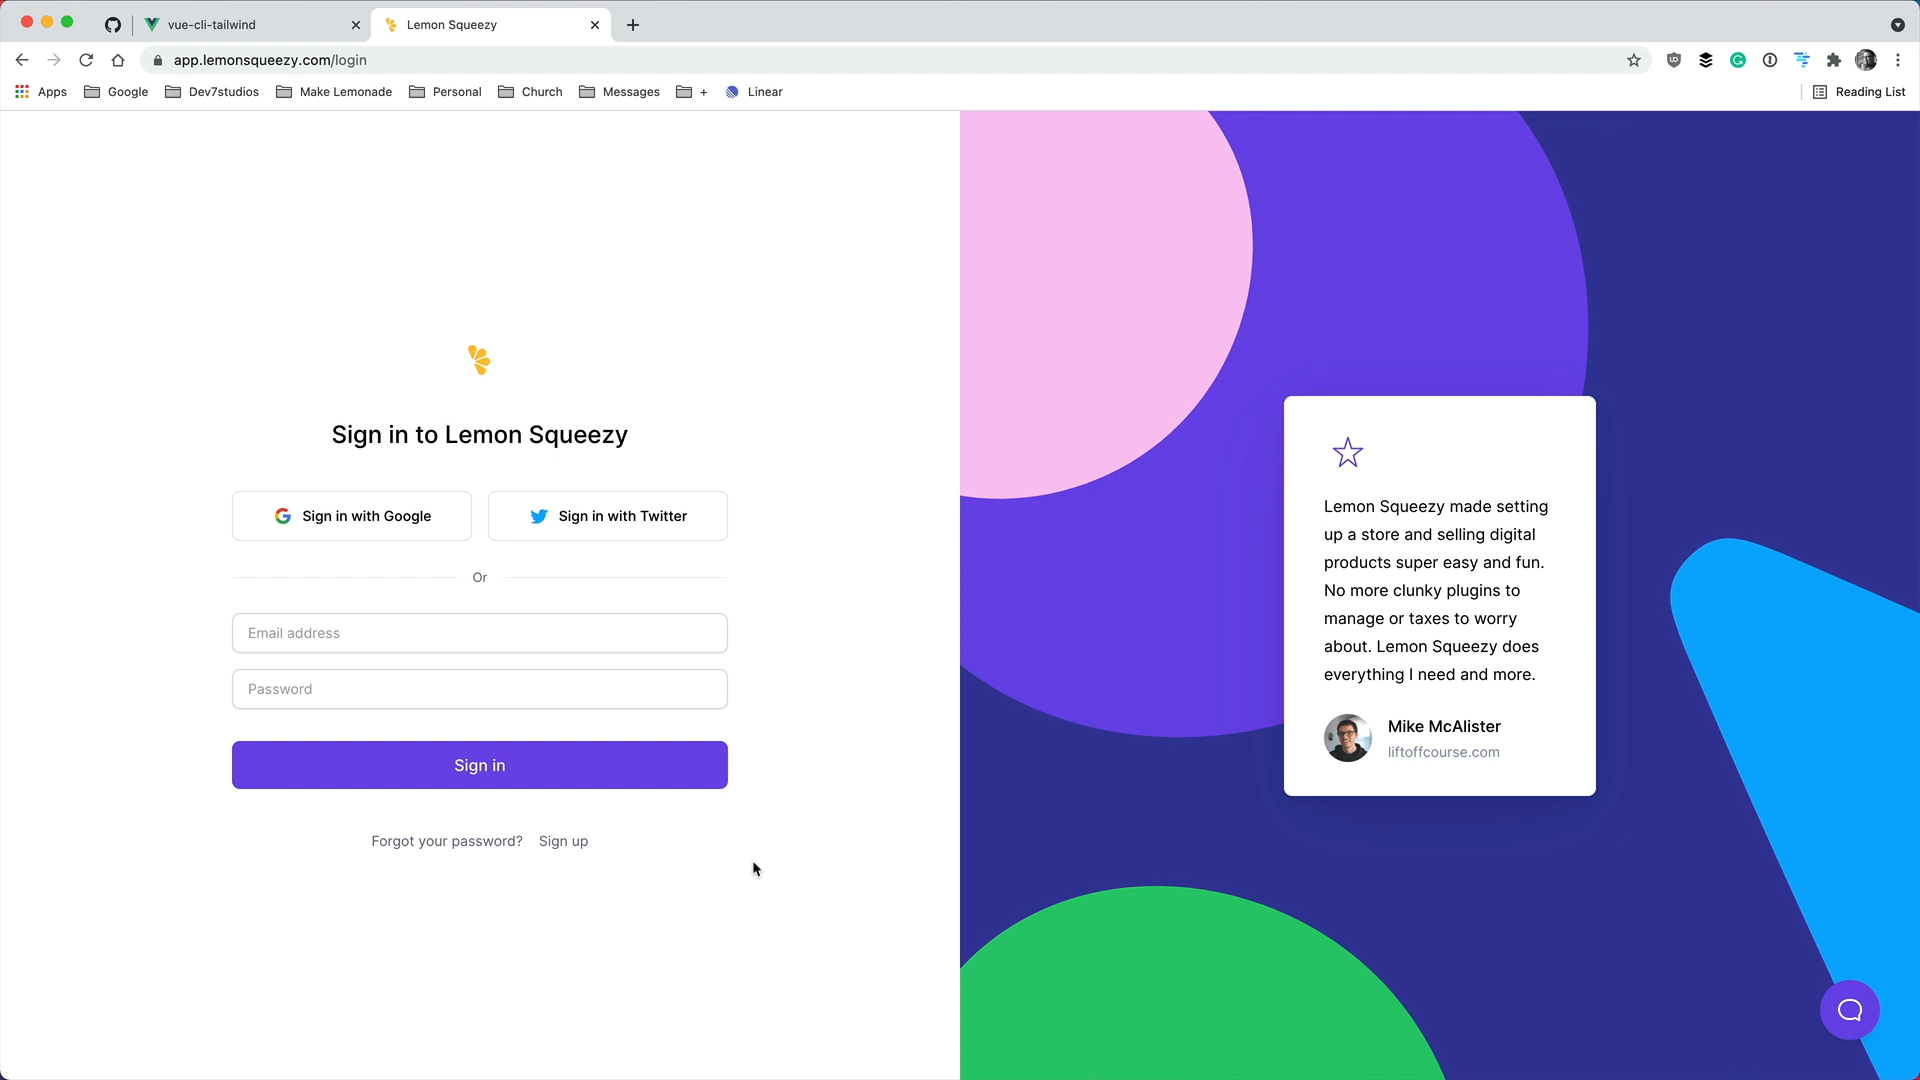 vue-cli-tailwind
Lemon Squeezy
app.lemonsqueezy.com/login
Apps
Google
Dev7studios
Make Lemonade
Personal
Church
Messages
+
Linear
Reading List
Sign in to Lemon Squeezy
Sign in with Google
Sign in with Twitter
Or
Email address
Password
Sign in
Forgot your password?
Sign up
Lemon Squeezy made setting
up a store and selling digital
products super easy and fun.
No more clunky plugins to
manage or taxes to worry
about. Lemon Squeezy does
everything I need and more.
Mike McAlister
liftoffcourse.com